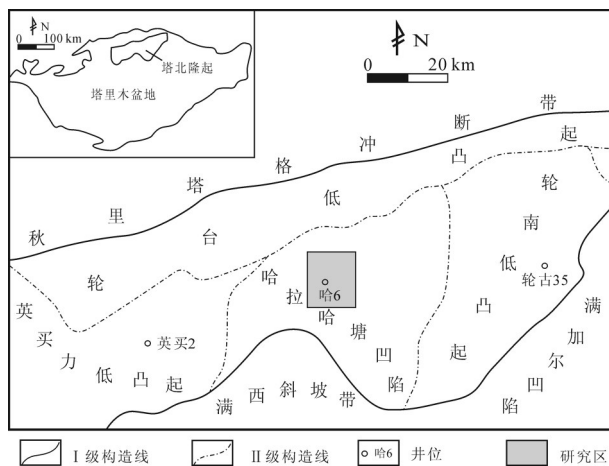 N
0 100 km
塔北隆起
塔里木盆地
N
0 20 km
秋里塔格冲断带
轮台低凸起
英买力低凸起
哈拉哈塘凹陷
轮南低凸起
满西斜坡带
满加尔凹陷
哈6
英买2
轮古35
Ⅰ级构造线
Ⅱ级构造线
哈6 井位
研究区